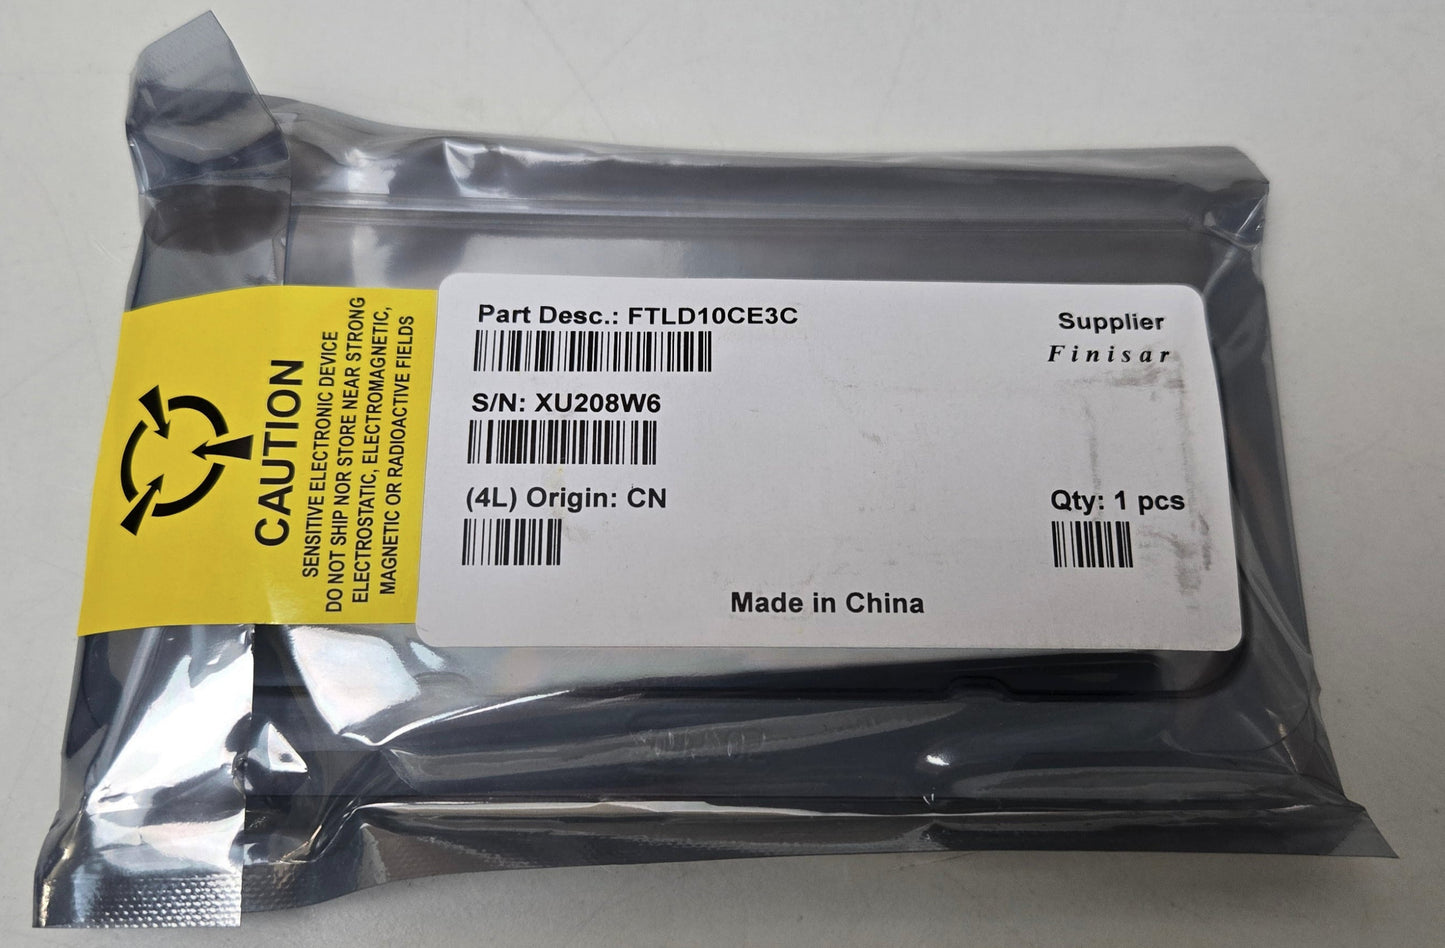 CAUTION
SENSITIVE ELECTRONIC DEVICE
DO NOT SHIP NOR STORE NEAR STRONG
ELECTROSTATIC, ELECTROMAGNETIC,
MAGNETIC OR RADIOACTIVE FIELDS
Part Desc.: FTLD10CE3C
S/N: XU208W6
(4L) Origin: CN
Supplier
Finisar
Qty: 1 pcs
Made in China